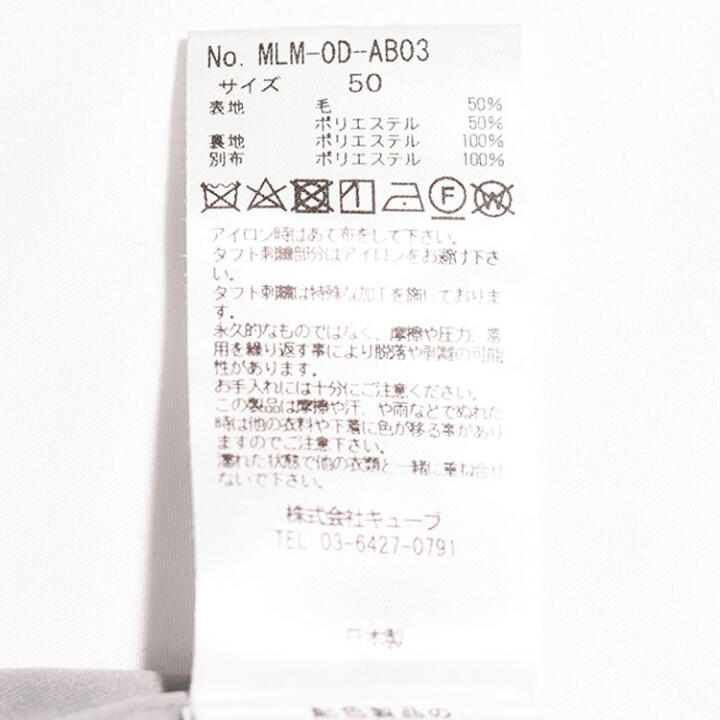 No. MLM-OD-AB03
サイズ 50
表地 毛 50%
ポリエステル 50%
裏地 ポリエステル 100%
別布 ポリエステル 100%
F W
アイロン時はあて布をして下さい。
タフト刺繍部分はアイロンをお避け下さ
い。
タフト刺繍は特殊な加工を施しておりま
す。
永久的なものではなく、摩擦や圧力、着
用を繰り返す事により脱落や剥離の可能
性があります。
お手入れには十分にご注意ください。
この製品は摩擦や汗、や雨などでぬれた
時は他の衣料や下着に色が移る事があり
ますのでご注意下さい。
濡れた状態で他の衣類と一緒に重ね合せ
ないで下さい。
株式会社キューブ
TEL 03-6427-0791
日本製
配色製品の